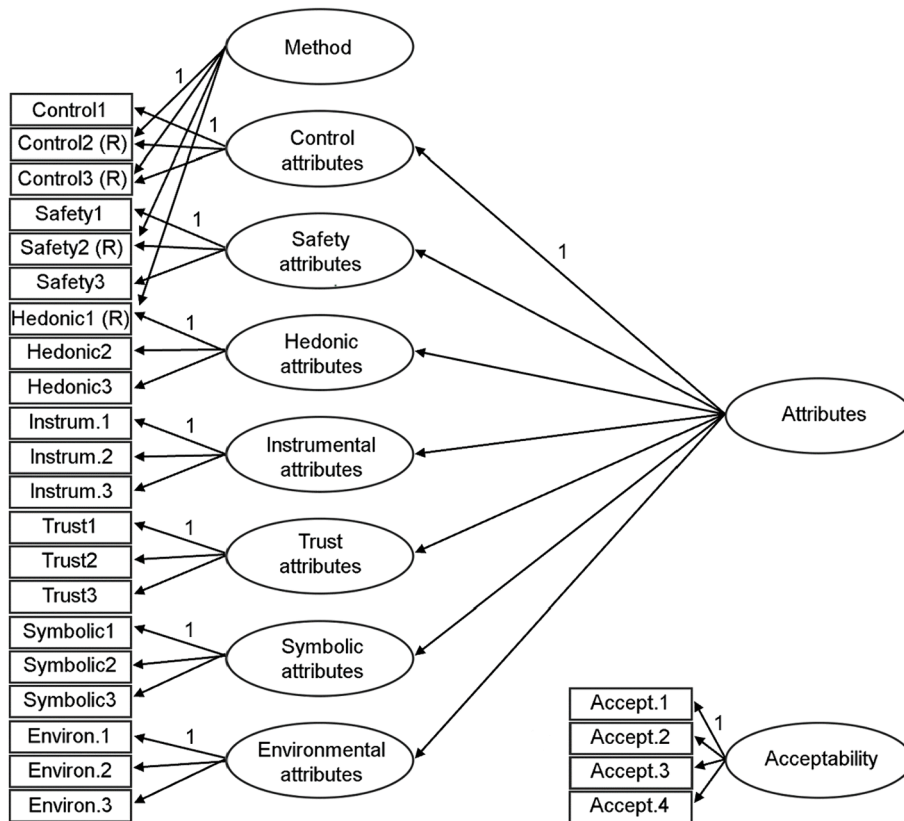 Method
1
Control1
1
Control2 (R)
Control
attributes
Control3 (R)
Safety1
1
Safety2 (R)
Safety
attributes
1
Safety3
Hedonic1 (R)
1
Hedonic2
Hedonic
attributes
Hedonic3
Instrum.1
1
Instrum.2
Instrumental
attributes
Instrum.3
Attributes
Trust1
1
Trust2
Trust
attributes
Trust3
Symbolic1
1
Symbolic2
Symbolic
attributes
Symbolic3
Environ.1
1
Environ.2
Environmental
attributes
Environ.3
Accept.1
1
Accept.2
Accept.3
Accept.4
Acceptability